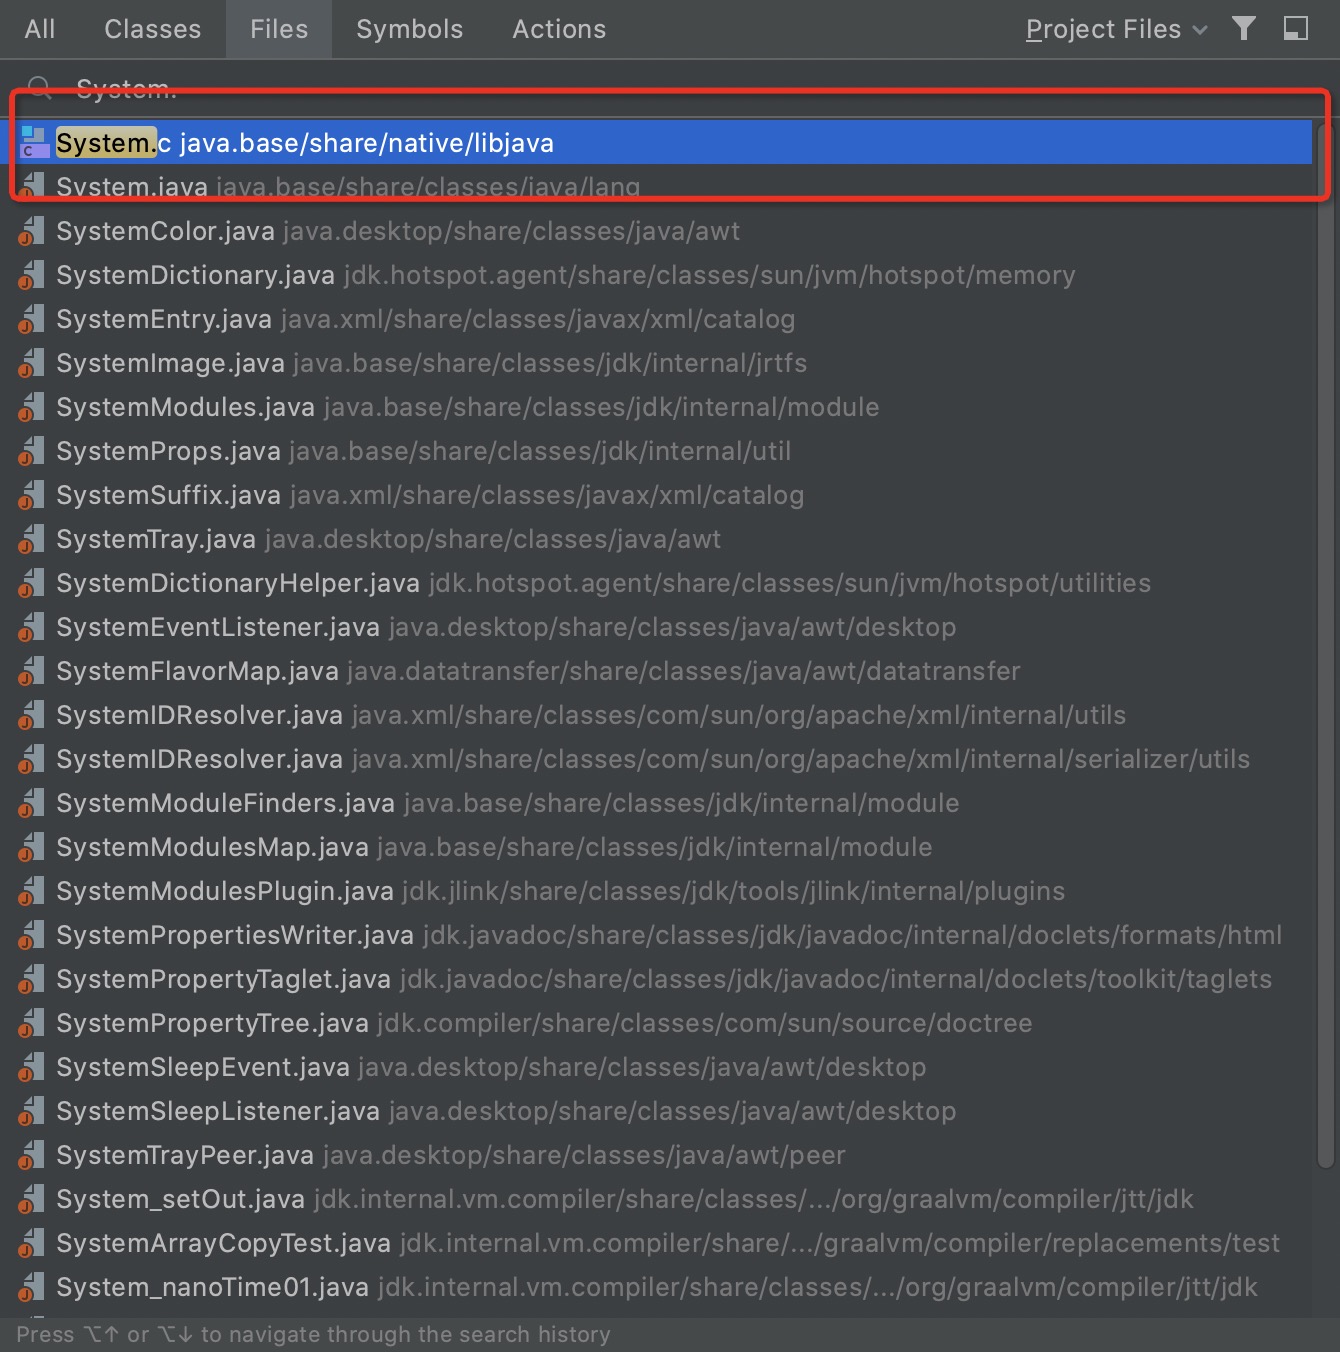 All Classes Files Symbols Actions Project Files
System.
System.c java.base/share/native/libjava
System.java java.base/share/classes/java/lang
SystemColor.java java.desktop/share/classes/java/awt
SystemDictionary.java jdk.hotspot.agent/share/classes/sun/jvm/hotspot/memory
SystemEntry.java java.xml/share/classes/javax/xml/catalog
SystemImage.java java.base/share/classes/jdk/internal/jrtfs
SystemModules.java java.base/share/classes/jdk/internal/module
SystemProps.java java.base/share/classes/jdk/internal/util
SystemSuffix.java java.xml/share/classes/javax/xml/catalog
SystemTray.java java.desktop/share/classes/java/awt
SystemDictionaryHelper.java jdk.hotspot.agent/share/classes/sun/jvm/hotspot/utilities
SystemEventListener.java java.desktop/share/classes/java/awt/desktop
SystemFlavorMap.java java.datatransfer/share/classes/java/awt/datatransfer
SystemIDResolver.java java.xml/share/classes/com/sun/org/apache/xml/internal/utils
SystemIDResolver.java java.xml/share/classes/com/sun/org/apache/xml/internal/serializer/utils
SystemModuleFinders.java java.base/share/classes/jdk/internal/module
SystemModulesMap.java java.base/share/classes/jdk/internal/module
SystemModulesPlugin.java jdk.jlink/share/classes/jdk/tools/jlink/internal/plugins
SystemPropertiesWriter.java jdk.javadoc/share/classes/jdk/javadoc/internal/doclets/formats/html
SystemPropertyTaglet.java jdk.javadoc/share/classes/jdk/javadoc/internal/doclets/toolkit/taglets
SystemPropertyTree.java jdk.compiler/share/classes/com/sun/source/doctree
SystemSleepEvent.java java.desktop/share/classes/java/awt/desktop
SystemSleepListener.java java.desktop/share/classes/java/awt/desktop
SystemTrayPeer.java java.desktop/share/classes/java/awt/peer
System_setOut.java jdk.internal.vm.compiler/share/classes/.../org/graalvm/compiler/jtt/jdk
SystemArrayCopyTest.java jdk.internal.vm.compiler/share/.../graalvm/compiler/replacements/test
System_nanoTime01.java jdk.internal.vm.compiler/share/classes/.../org/graalvm/compiler/jtt/jdk
Press ⌥↑ or ⌥↓ to navigate through the search history